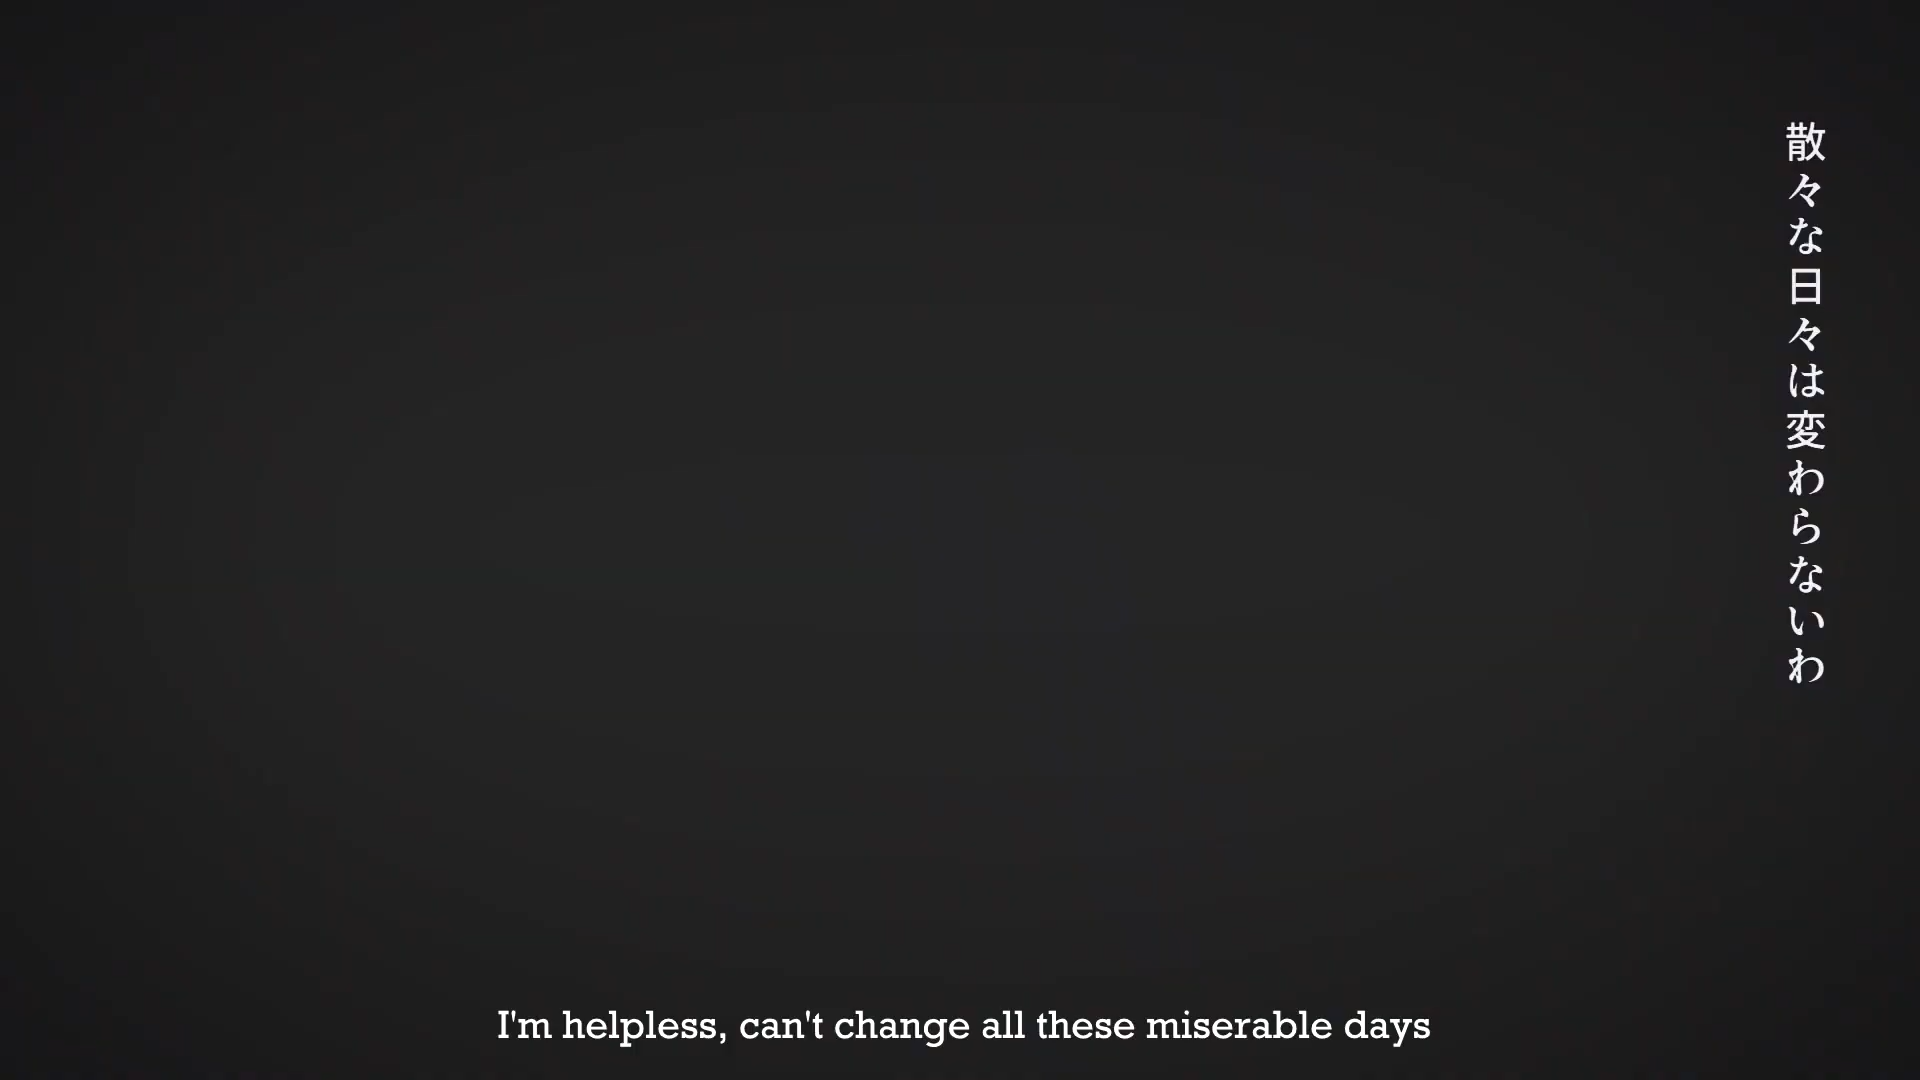 散々な日々は変わらないわ
I'm helpless, can't change all these miserable days